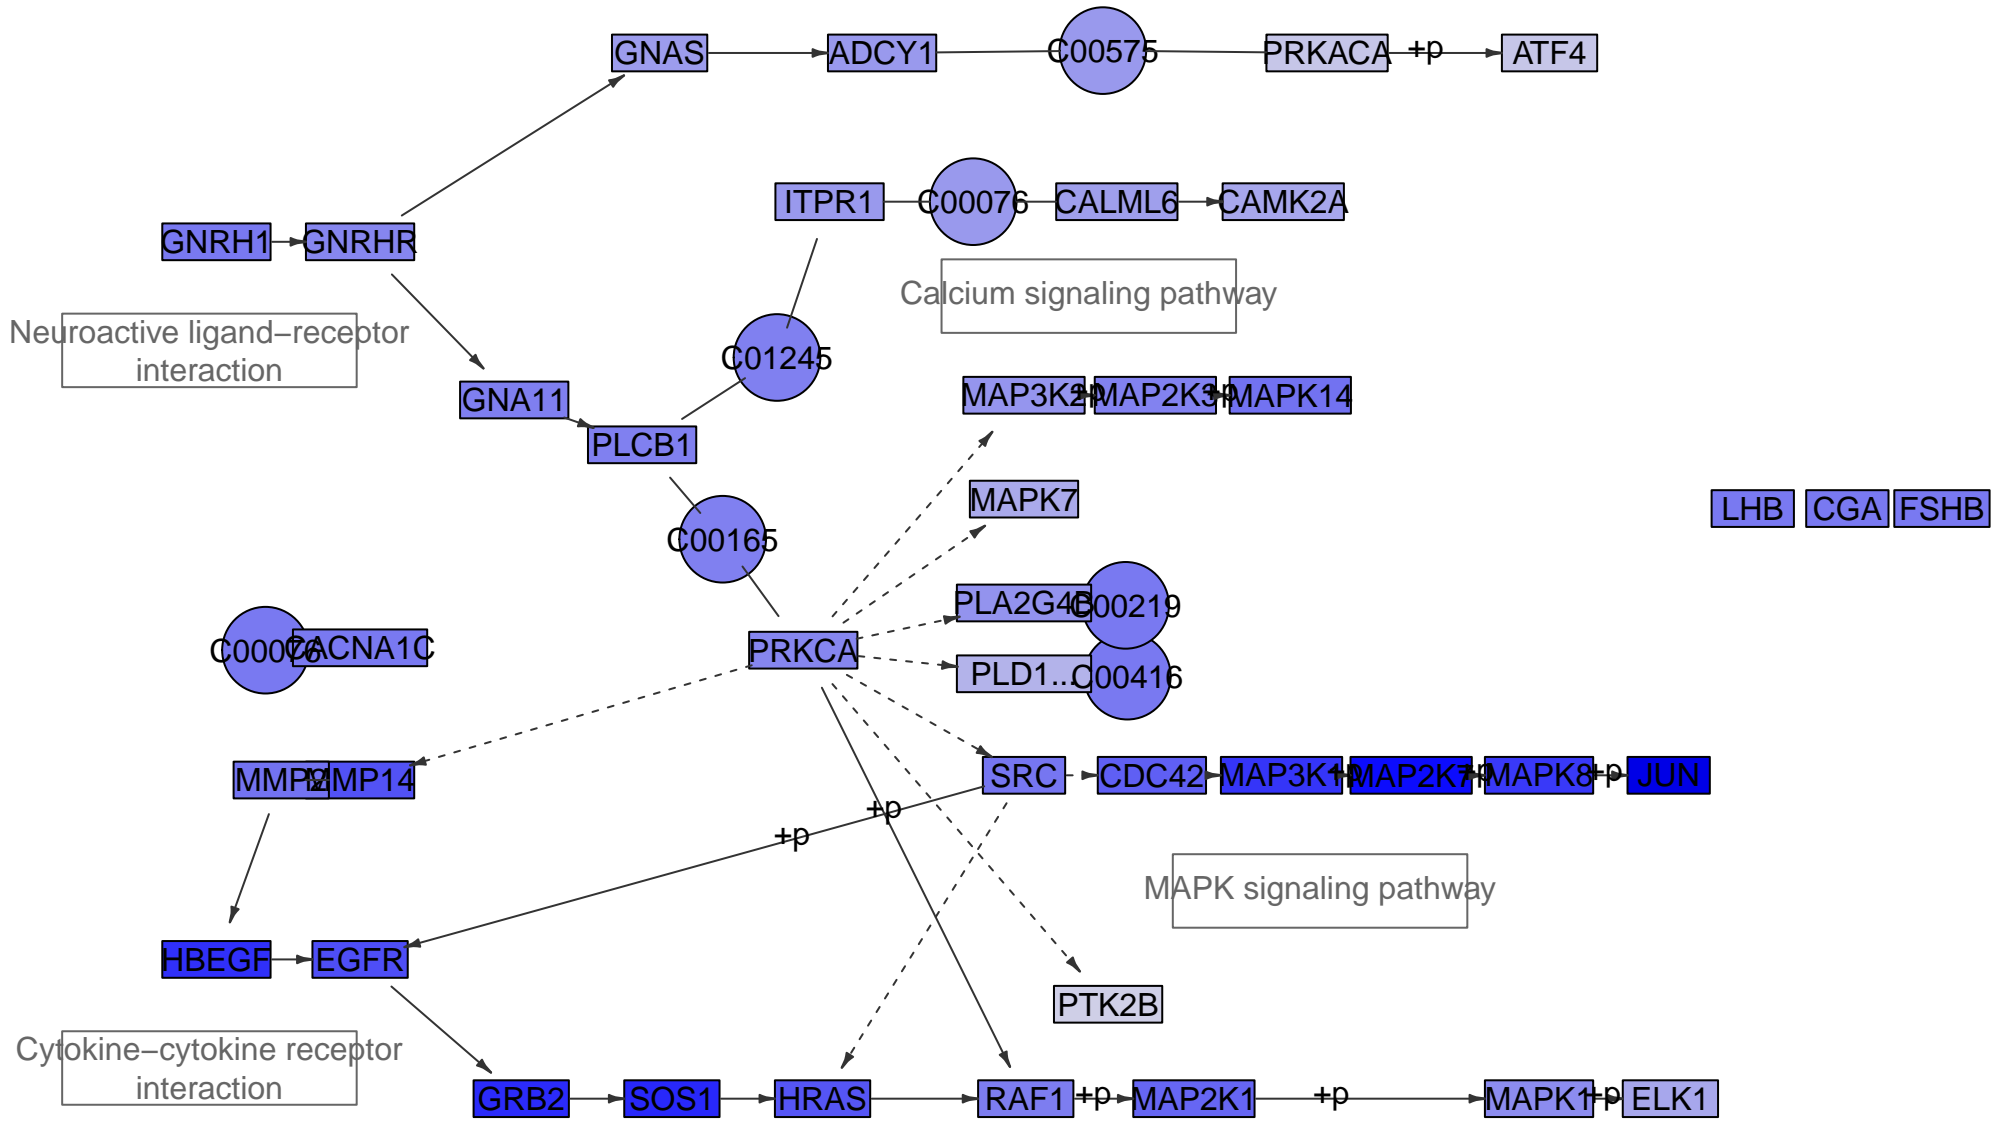 GNAS
ADCY1
C00575
PRKACA
+p
ATF4
ITPR1
C00076
CALML6
CAMK2A
GNRH1
GNRHR
Calcium signaling pathway
Neuroactive ligand−receptor
interaction
C01245
GNA11
PLCB1
MAP3K2
+p
MAP2K3
+p
MAPK14
MAPK7
LHB
CGA
FSHB
C00165
PLA2G4B
C00219
C00076
CACNA1C
PRKCA
PLD1...
C00416
MMP2
MMP14
SRC
CDC42
MAP3K1
+p
MAP2K7
+p
MAPK8
+p
JUN
+p
+p
MAPK signaling pathway
HBEGF
EGFR
PTK2B
Cytokine−cytokine receptor
interaction
GRB2
SOS1
HRAS
RAF1
+p
MAP2K1
+p
MAPK1
+p
ELK1